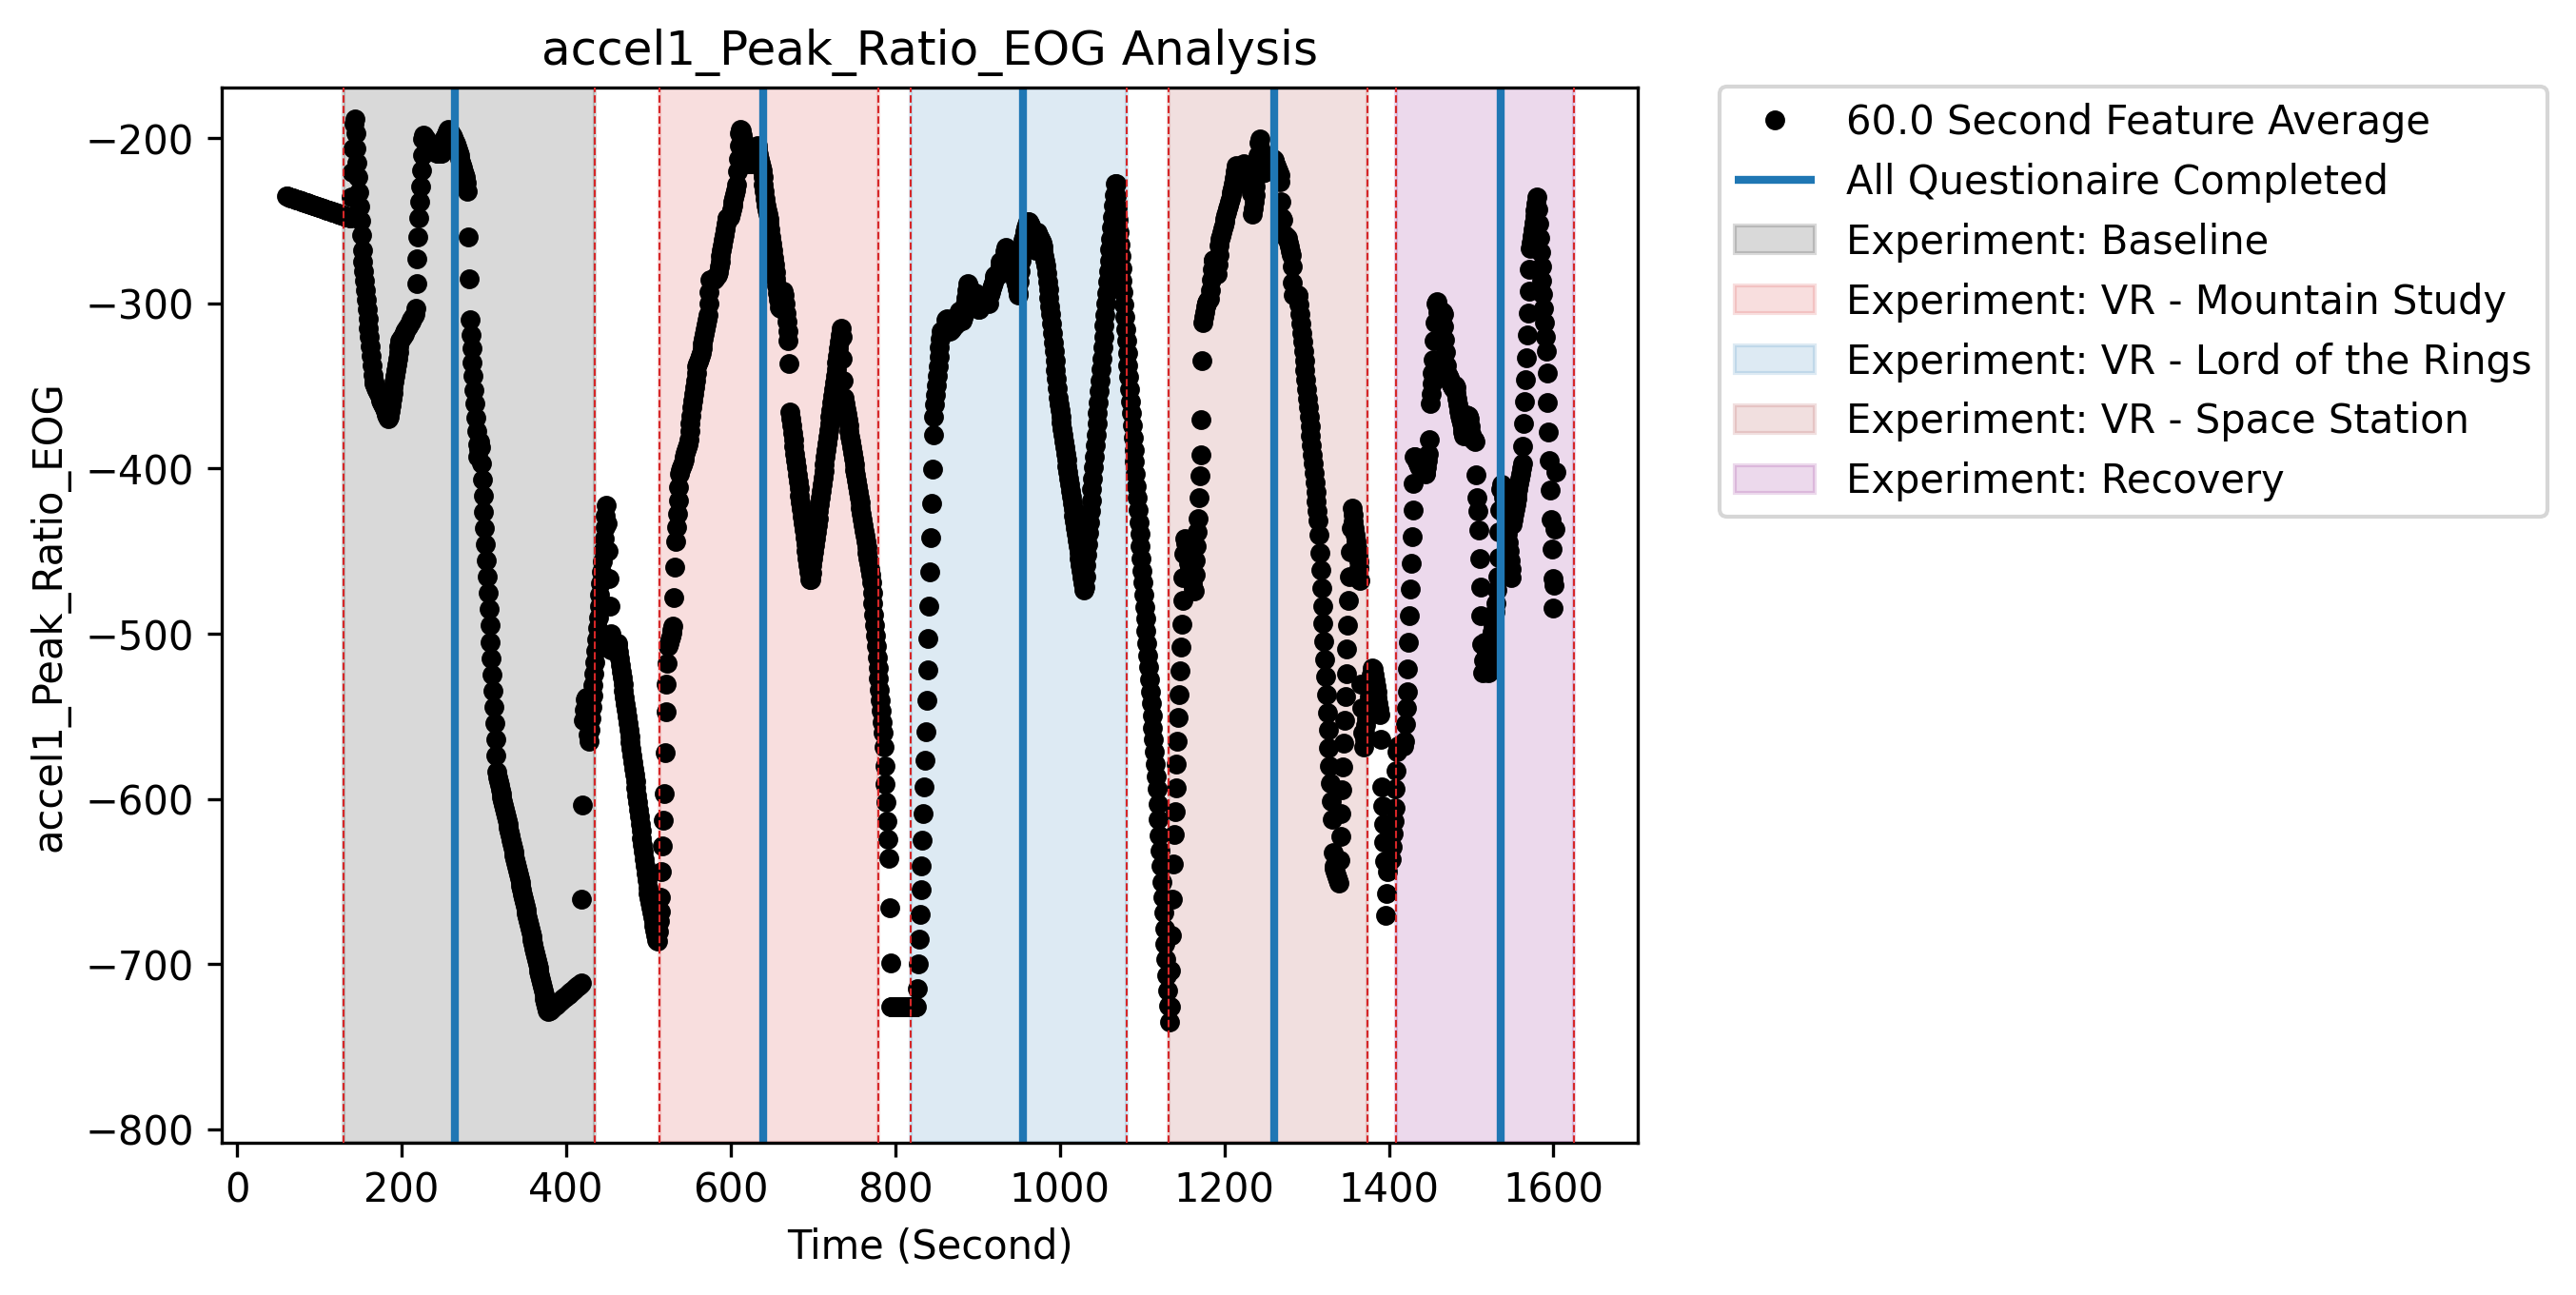 accel1_Peak_Ratio_EOG Analysis
accel1_Peak_Ratio_EOG
−200
−300
−400
−500
−600
−700
−800
0 200 400 600 800 1000 1200 1400 1600
Time (Second)
60.0 Second Feature Average
All Questionaire Completed
Experiment: Baseline
Experiment: VR - Mountain Study
Experiment: VR - Lord of the Rings
Experiment: VR - Space Station
Experiment: Recovery